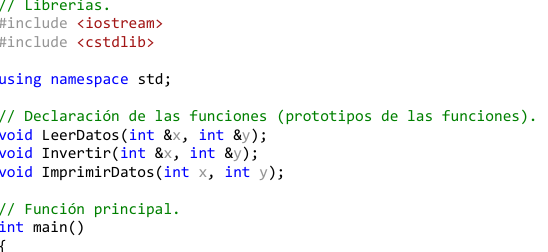 // Librerías.
#include <iostream>
#include <cstdlib>
using namespace std;
// Declaración de las funciones (prototipos de las funciones).
void LeerDatos(int &x, int &y);
void Invertir(int &x, int &y);
void ImprimirDatos(int x, int y);
// Función principal.
int main()
{